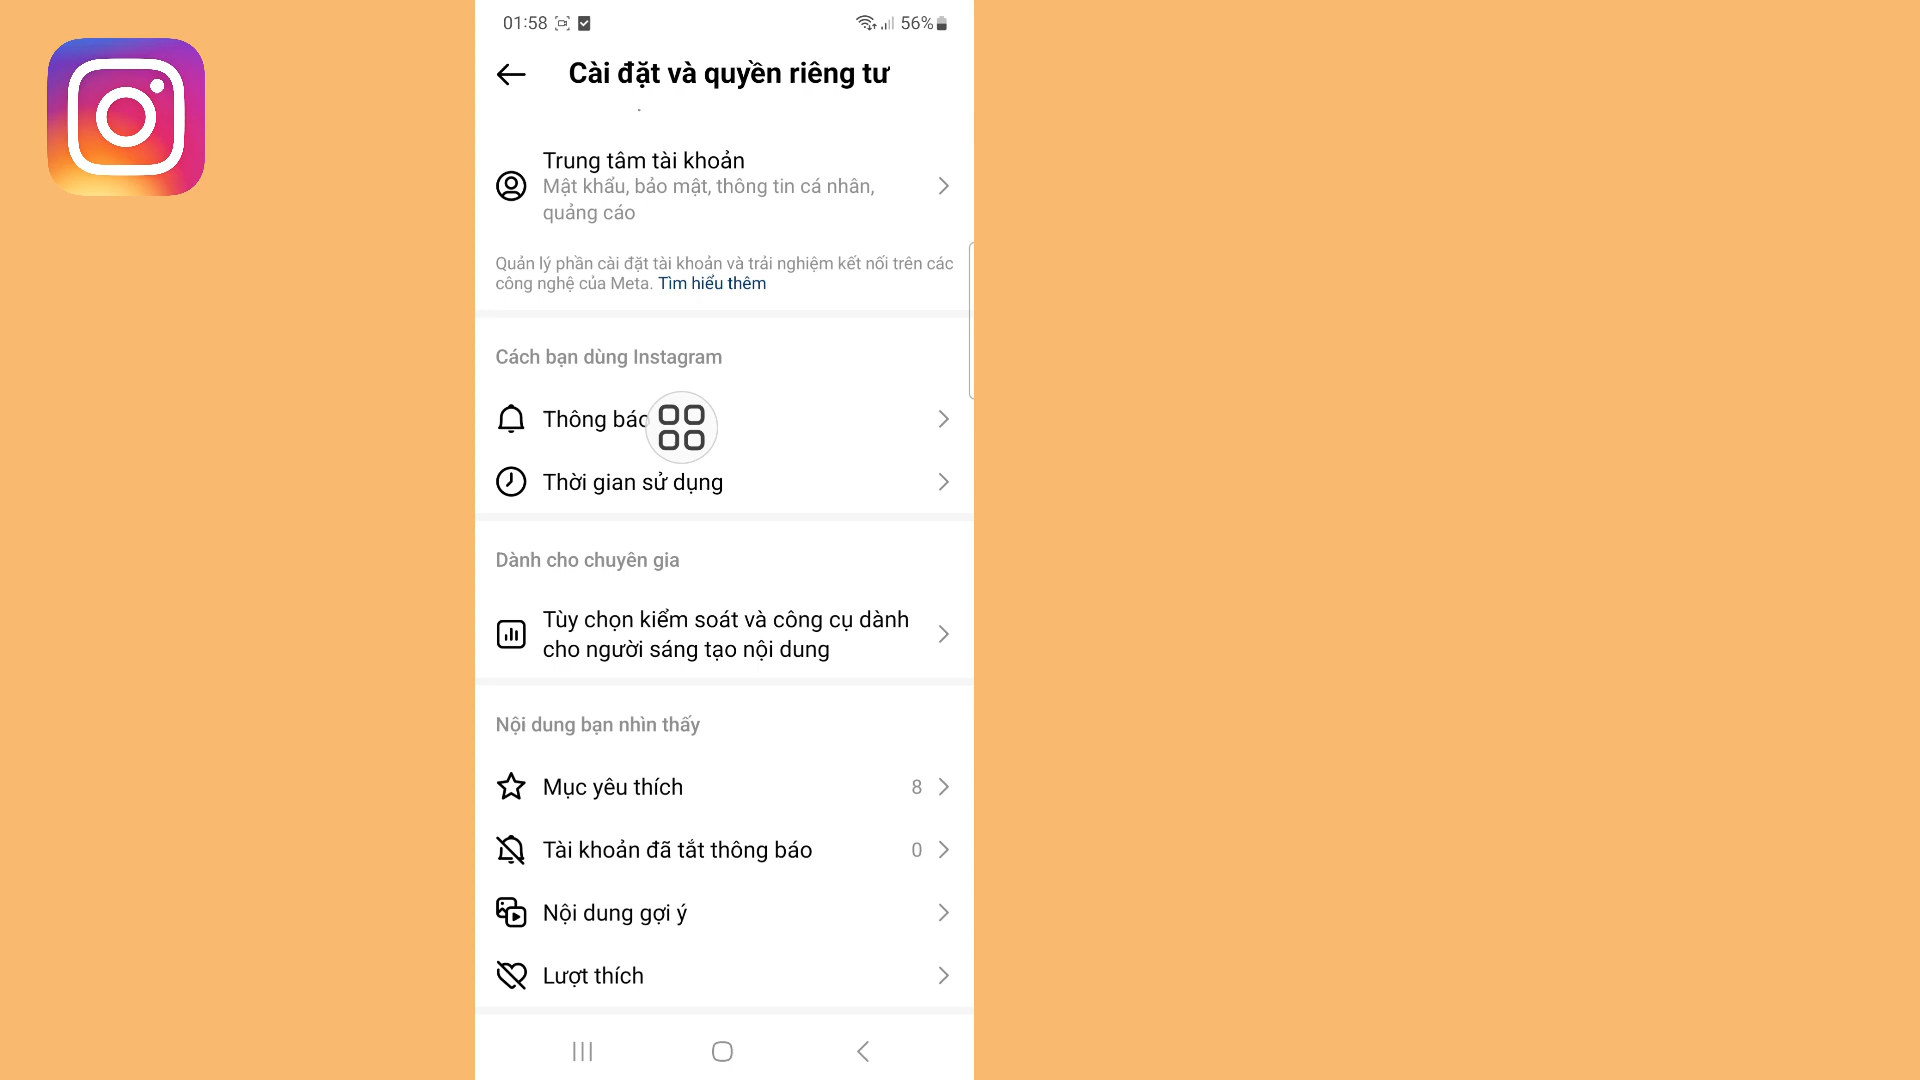 01:58
56%
Cài đặt và quyền riêng tư
Trung tâm tài khoản
Mật khẩu, bảo mật, thông tin cá nhân,
quảng cáo
Quản lý phần cài đặt tài khoản và trải nghiệm kết nối trên các
công nghệ của Meta. Tìm hiểu thêm
Cách bạn dùng Instagram
Thông báo
Thời gian sử dụng
Dành cho chuyên gia
Tùy chọn kiểm soát và công cụ dành
cho người sáng tạo nội dung
Nội dung bạn nhìn thấy
Mục yêu thích 8
Tài khoản đã tắt thông báo 0
Nội dung gợi ý
Lượt thích